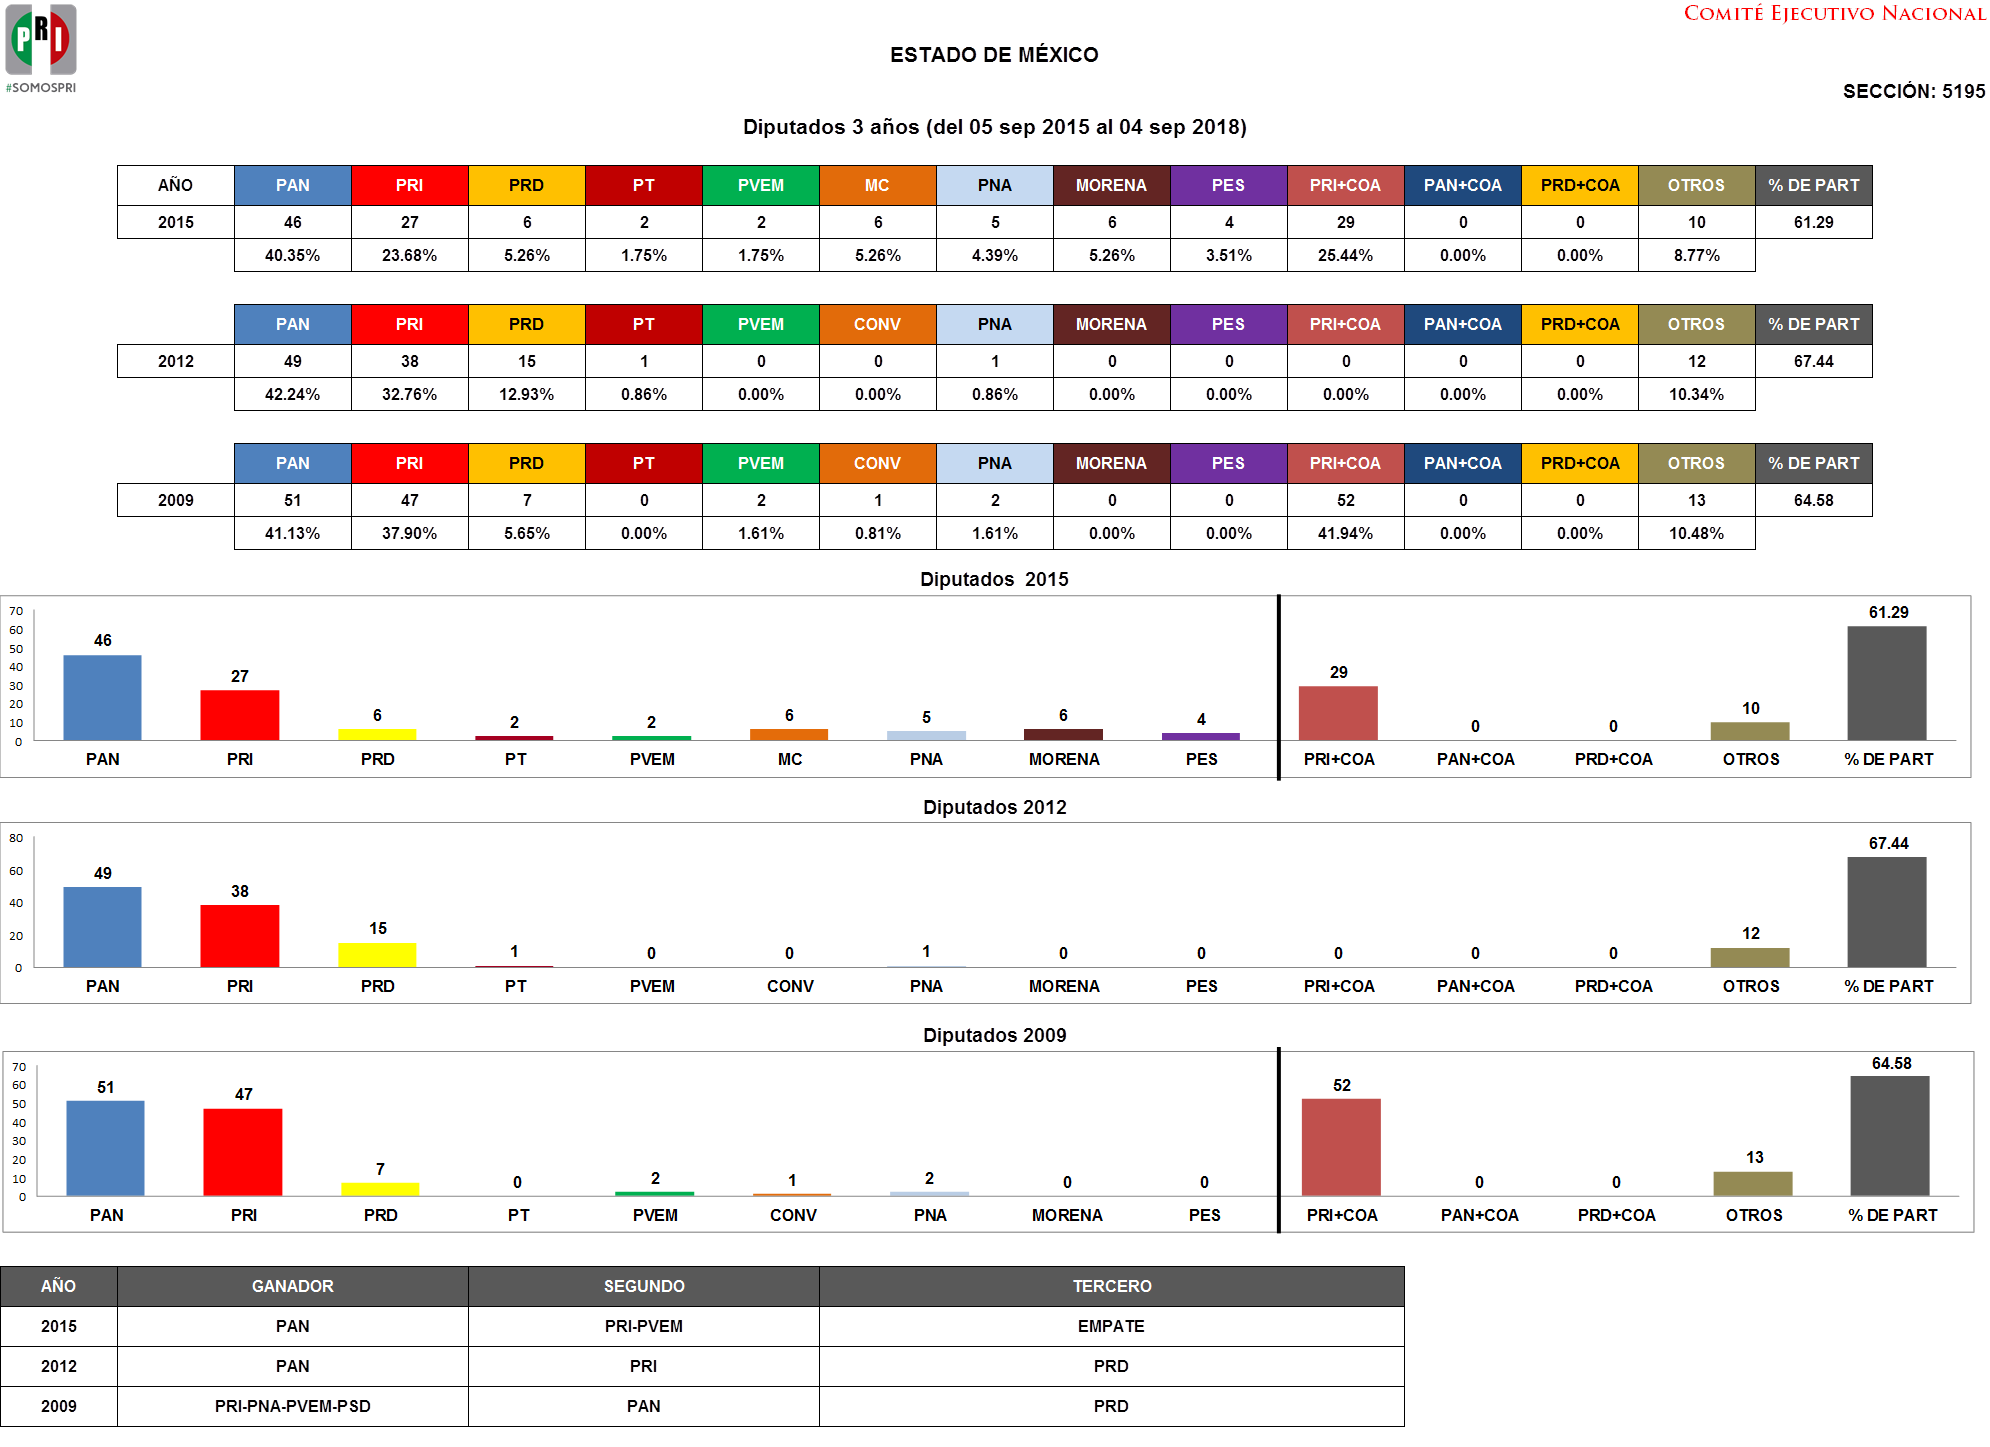 COMITÉ EJECUTIVO NACIONAL
PRI
#SOMOSPRI
ESTADO DE MÉXICO
SECCIÓN: 5195
Diputados 3 años (del 05 sep 2015 al 04 sep 2018)
AÑO PAN PRI PRD PT PVEM MC PNA MORENA PES PRI+COA PAN+COA PRD+COA OTROS % DE PART
2015 46 27 6 2 2 6 5 6 4 29 0 0 10 61.29
40.35% 23.68% 5.26% 1.75% 1.75% 5.26% 4.39% 5.26% 3.51% 25.44% 0.00% 0.00% 8.77%
PAN PRI PRD PT PVEM CONV PNA MORENA PES PRI+COA PAN+COA PRD+COA OTROS % DE PART
2012 49 38 15 1 0 0 1 0 0 0 0 0 12 67.44
42.24% 32.76% 12.93% 0.86% 0.00% 0.00% 0.86% 0.00% 0.00% 0.00% 0.00% 0.00% 10.34%
PAN PRI PRD PT PVEM CONV PNA MORENA PES PRI+COA PAN+COA PRD+COA OTROS % DE PART
2009 51 47 7 0 2 1 2 0 0 52 0 0 13 64.58
41.13% 37.90% 5.65% 0.00% 1.61% 0.81% 1.61% 0.00% 0.00% 41.94% 0.00% 0.00% 10.48%
Diputados 2015
70
60
50
40
30
20
10
0
46 27 6 2 2 6 5 6 4 29 0 0 10 61.29
PAN PRI PRD PT PVEM MC PNA MORENA PES PRI+COA PAN+COA PRD+COA OTROS % DE PART
Diputados 2012
80
60
40
20
0
49 38 15 1 0 0 1 0 0 0 0 0 12 67.44
PAN PRI PRD PT PVEM CONV PNA MORENA PES PRI+COA PAN+COA PRD+COA OTROS % DE PART
Diputados 2009
70
60
50
40
30
20
10
0
51 47 7 0 2 1 2 0 0 52 0 0 13 64.58
PAN PRI PRD PT PVEM CONV PNA MORENA PES PRI+COA PAN+COA PRD+COA OTROS % DE PART
AÑO GANADOR SEGUNDO TERCERO
2015 PAN PRI-PVEM EMPATE
2012 PAN PRI PRD
2009 PRI-PNA-PVEM-PSD PAN PRD